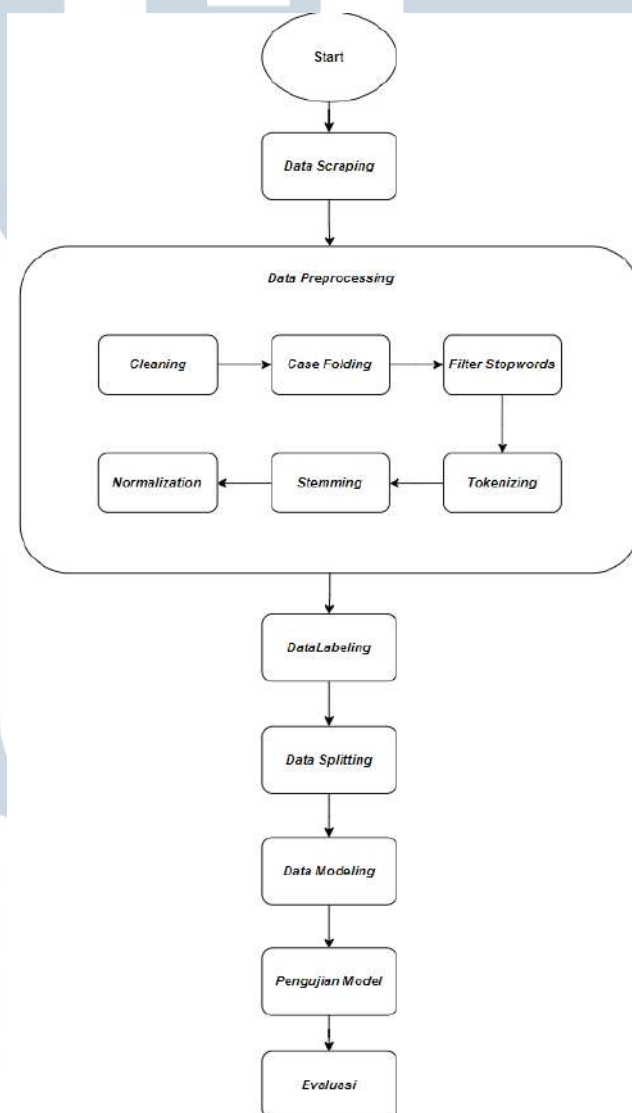 Start
Data Scraping
Data Preprocessing
Cleaning
Case Folding
Filter Stopwords
Normalization
Stemming
Tokenizing
DataLabeling
Data Splitting
Data Modeling
Pengujian Model
Evaluasi